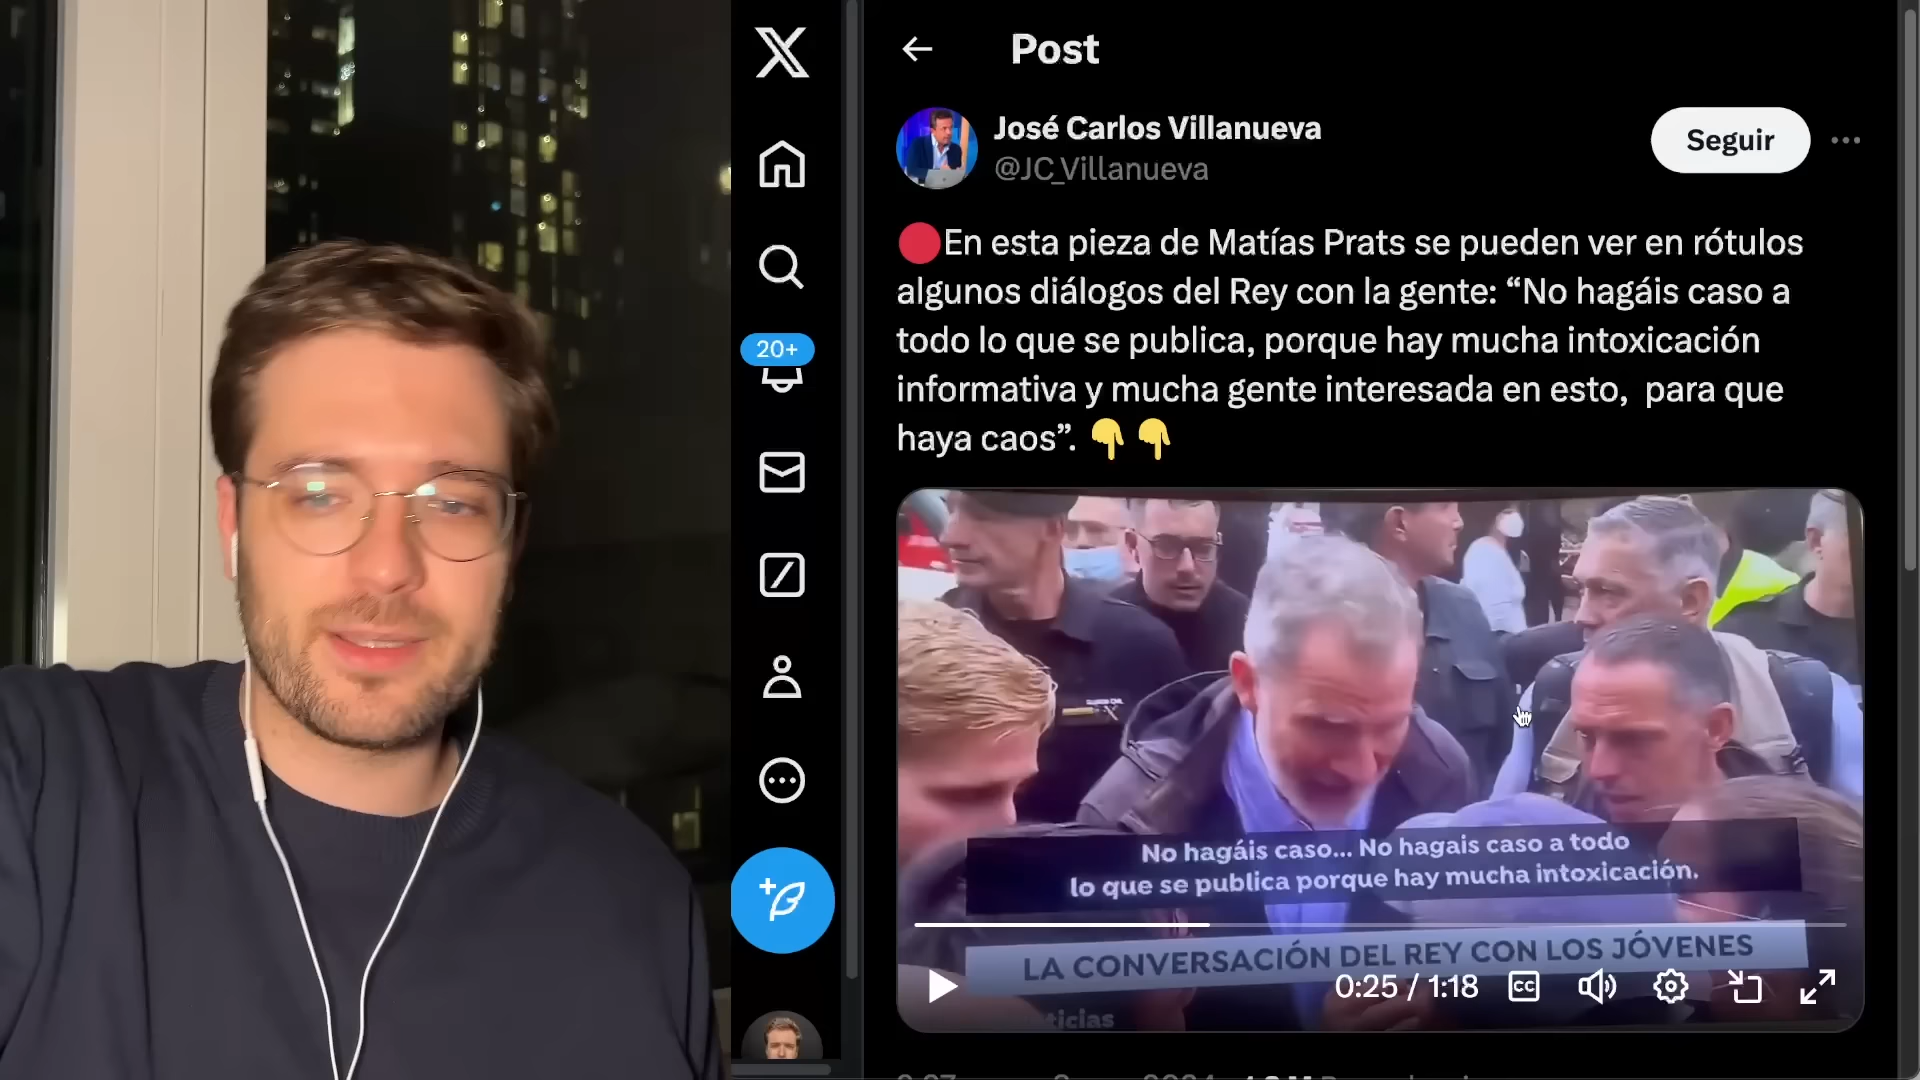 Post
José Carlos Villanueva
@JC_Villanueva
Seguir
20+
En esta pieza de Matías Prats se pueden ver en rótulos
algunos diálogos del Rey con la gente: “No hagáis caso a
todo lo que se publica, porque hay mucha intoxicación
informativa y mucha gente interesada en esto, para que
haya caos”.
No hagáis caso... No hagais caso a todo
lo que se publica porque hay mucha intoxicación.
LA CONVERSACIÓN DEL REY CON LOS JÓVENES
0:25 / 1:18
CC